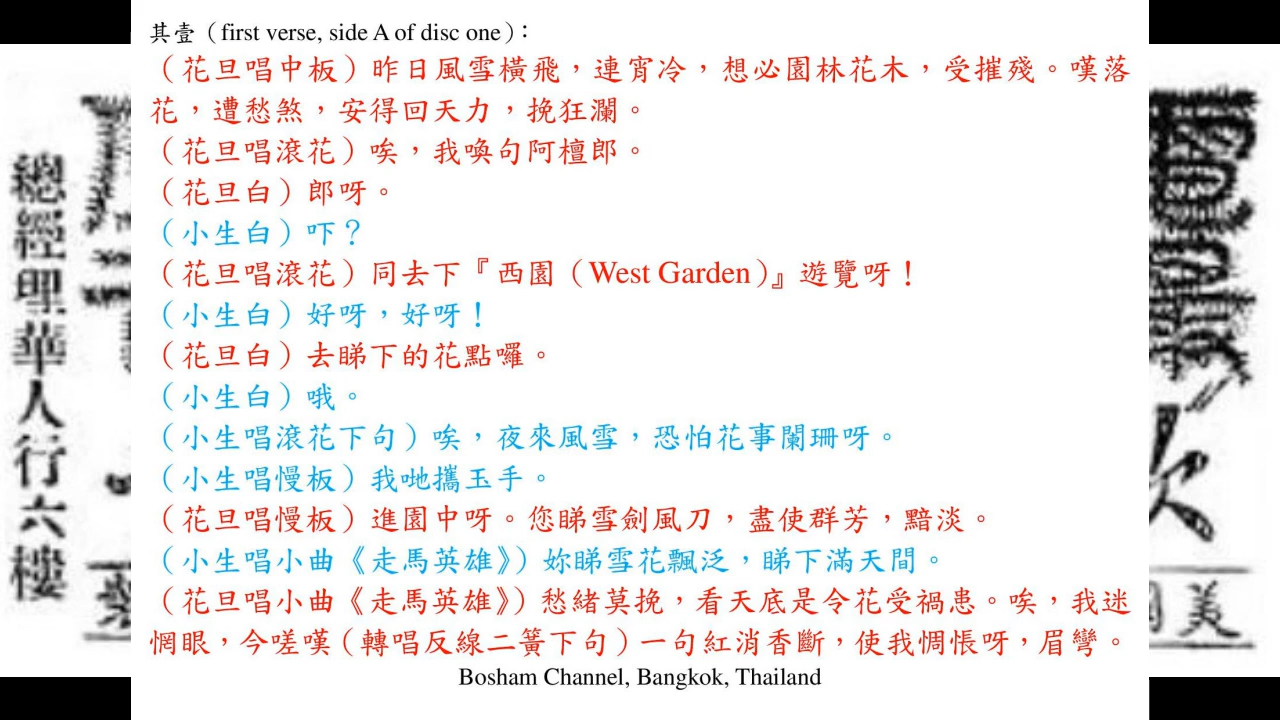 其壹（first verse, side A of disc one）：
（花旦唱中板）昨日風雪橫飛，連宵冷，想必園林花木，受摧殘。嘆落
花，遭愁煞，安得回天力，挽狂瀾。
（花旦唱滾花）唉，我喚句阿檀郎。
（花旦白）郎呀。
（小生白）吓？
（花旦唱滾花）同去下『西園（West Garden）』遊覽呀！
（小生白）好呀，好呀！
（花旦白）去睇下的花點囉。
（小生白）哦。
（小生唱滾花下句）唉，夜來風雪，恐怕花事闌珊呀。
（小生唱慢板）我哋攜玉手。
（花旦唱慢板）進園中呀。您睇雪劍風刀，盡使群芳，黯淡。
（小生唱小曲《走馬英雄》）妳睇雪花飄泛，睇下滿天間。
（花旦唱小曲《走馬英雄》）愁緒莫挽，看天底是令花受禍患。唉，我迷
惘眼，今嗟嘆（轉唱反線二簧下句）一句紅消香斷，使我惆悵呀，眉彎。
Bosham Channel, Bangkok, Thailand
總經理華人行六樓
美